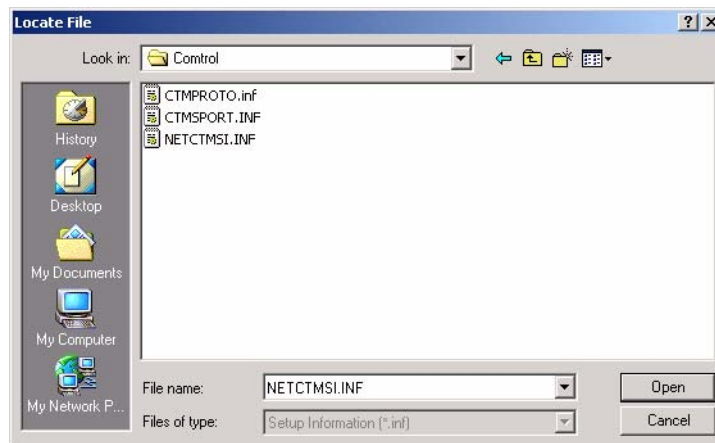 Locate File
Look in: Comtrol
History
Desktop
My Documents
My Computer
My Network P...
CTMPROTO.inf
CTMSPORT.INF
NETCTMSI.INF
File name: NETCTMSI.INF Open
Files of type: Setup Information (*.inf) Cancel